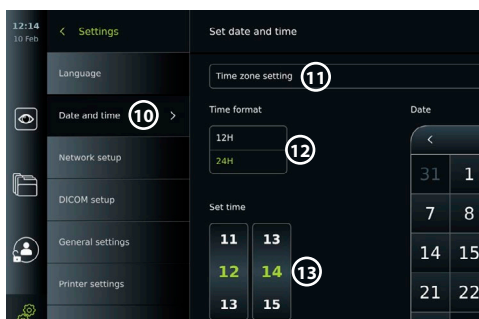 12:14
10 Feb
Settings
Language
Date and time 10
Network setup
DICOM setup
General settings
Printer settings
Set date and time
Time zone setting 11
Time format
12H
24H
12
Set time
11 13
12 14
13 15
13
Date
31 1
7 8
14 15
21 22